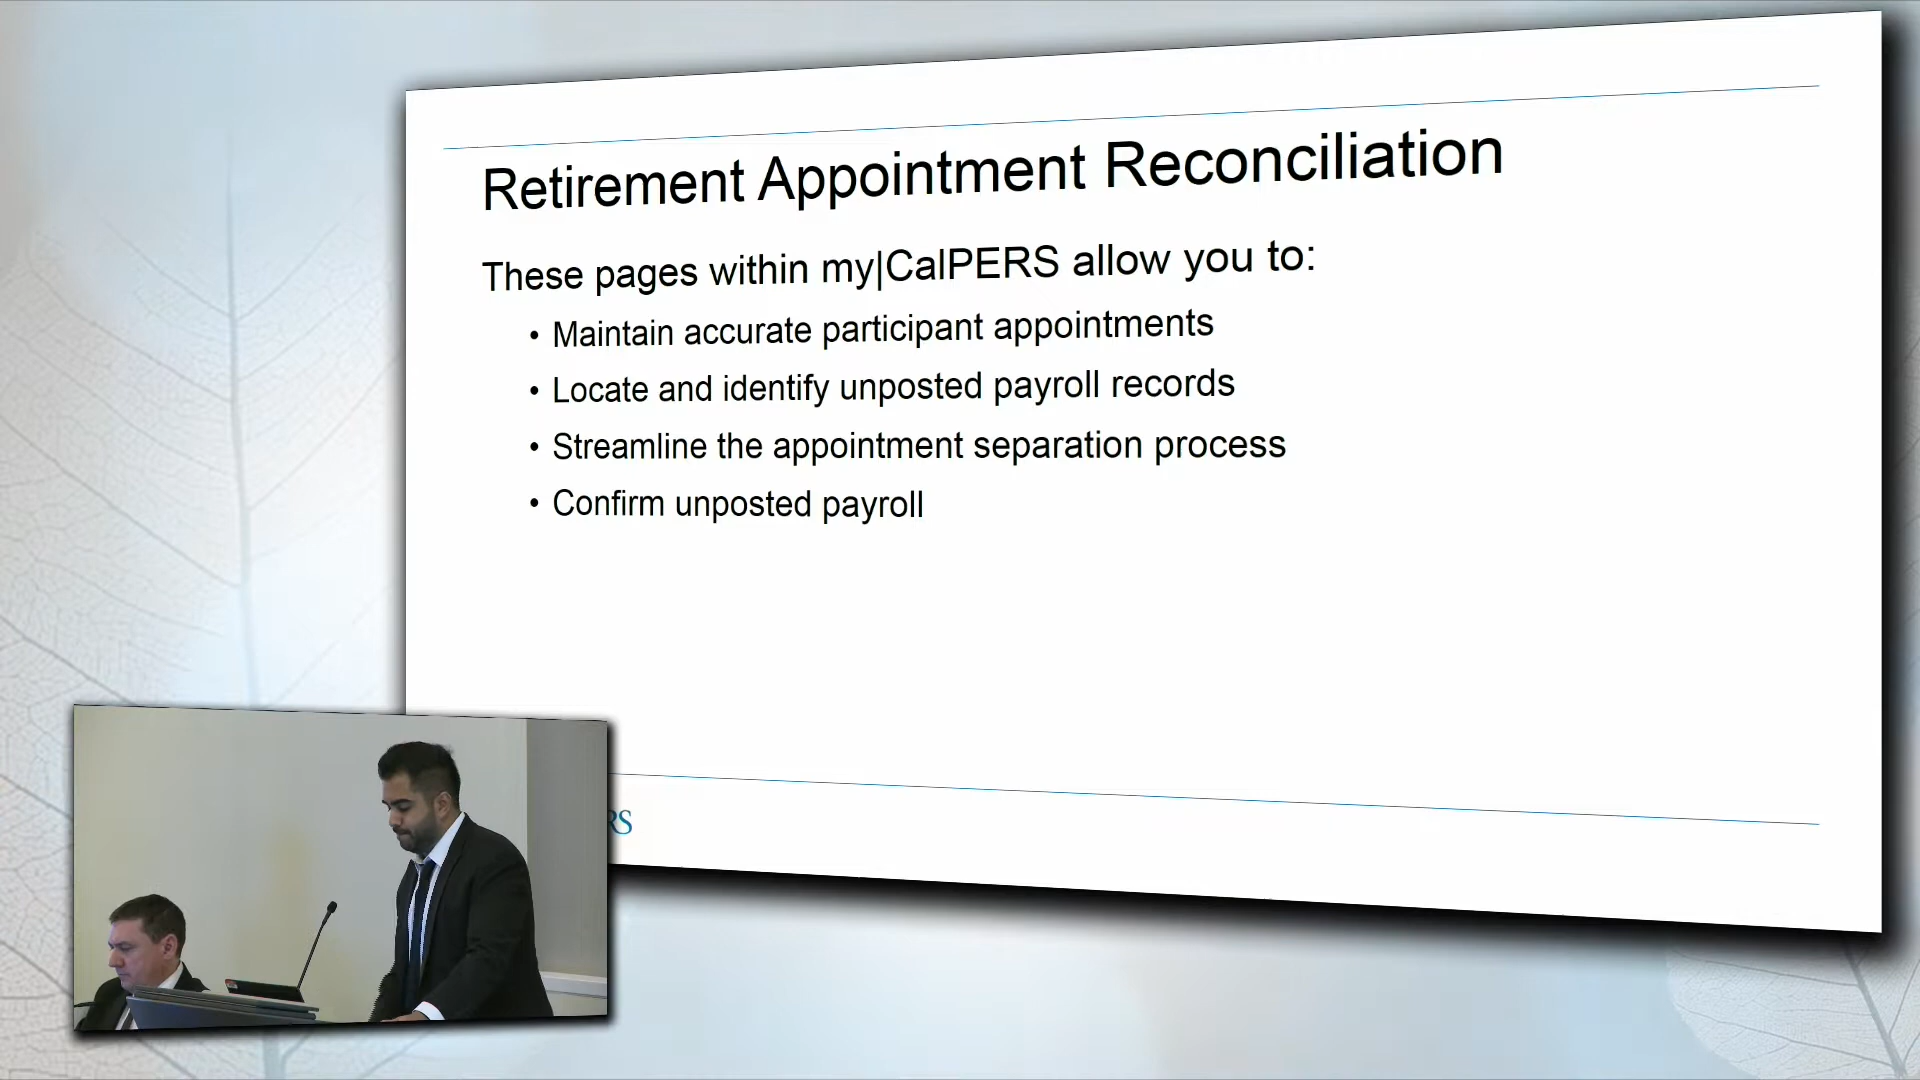 Retirement Appointment Reconciliation
These pages within my|CalPERS allow you to:
• Maintain accurate participant appointments
• Locate and identify unposted payroll records
• Streamline the appointment separation process
• Confirm unposted payroll
RS